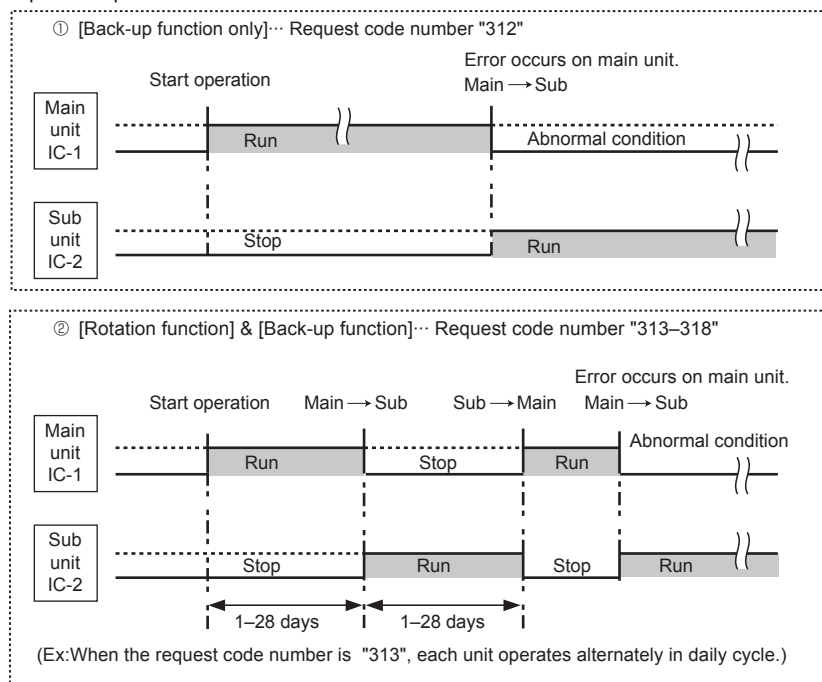 ① [Back-up function only]··· Request code number "312"
Error occurs on main unit.
Start operation
Main → Sub
Main
unit
IC-1
Run
Abnormal condition
Sub
unit
IC-2
Stop
Run
② [Rotation function] & [Back-up function]··· Request code number "313–318"
Error occurs on main unit.
Start operation Main → Sub Sub → Main Main → Sub
Main
unit
IC-1
Run
Stop
Run
Abnormal condition
Sub
unit
IC-2
Stop
Run
Stop
Run
1–28 days
1–28 days
(Ex:When the request code number is "313", each unit operates alternately in daily cycle.)